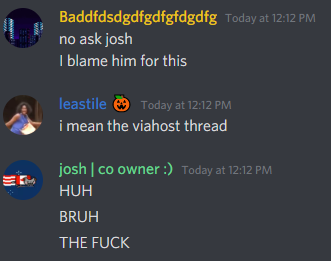 Baddfdsdgdfgdfgfdgdfg Today at 12:12 PM
no ask josh
I blame him for this
leastile 🎃 Today at 12:12 PM
i mean the viahost thread
josh | co owner :) Today at 12:12 PM
HUH
BRUH
THE FUCK